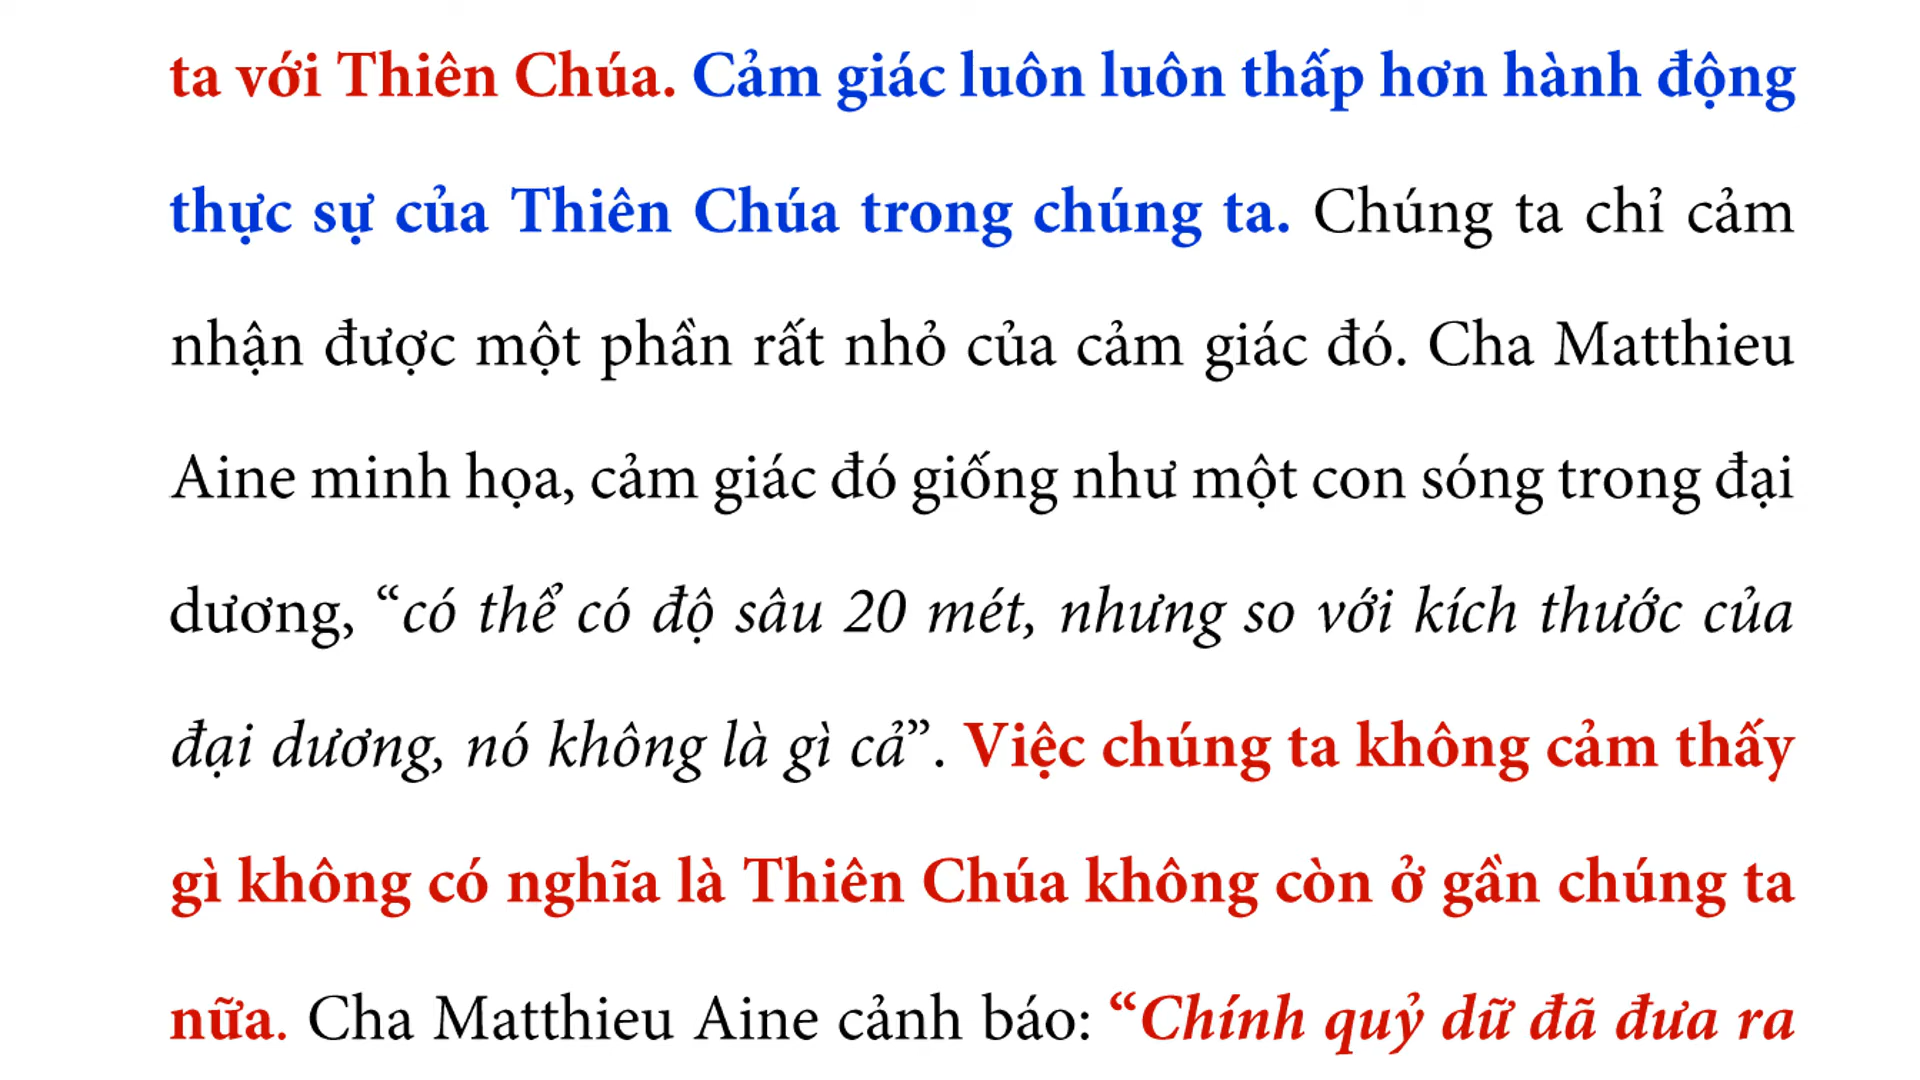 ta với Thiên Chúa. Cảm giác luôn luôn thấp hơn hành động
thực sự của Thiên Chúa trong chúng ta. Chúng ta chỉ cảm
nhận được một phần rất nhỏ của cảm giác đó. Cha Matthieu
Aine minh họa, cảm giác đó giống như một con sóng trong đại
dương, “có thể có độ sâu 20 mét, nhưng so với kích thước của
đại dương, nó không là gì cả”. Việc chúng ta không cảm thấy
gì không có nghĩa là Thiên Chúa không còn ở gần chúng ta
nữa. Cha Matthieu Aine cảnh báo: “Chính quỷ dữ đã đưa ra